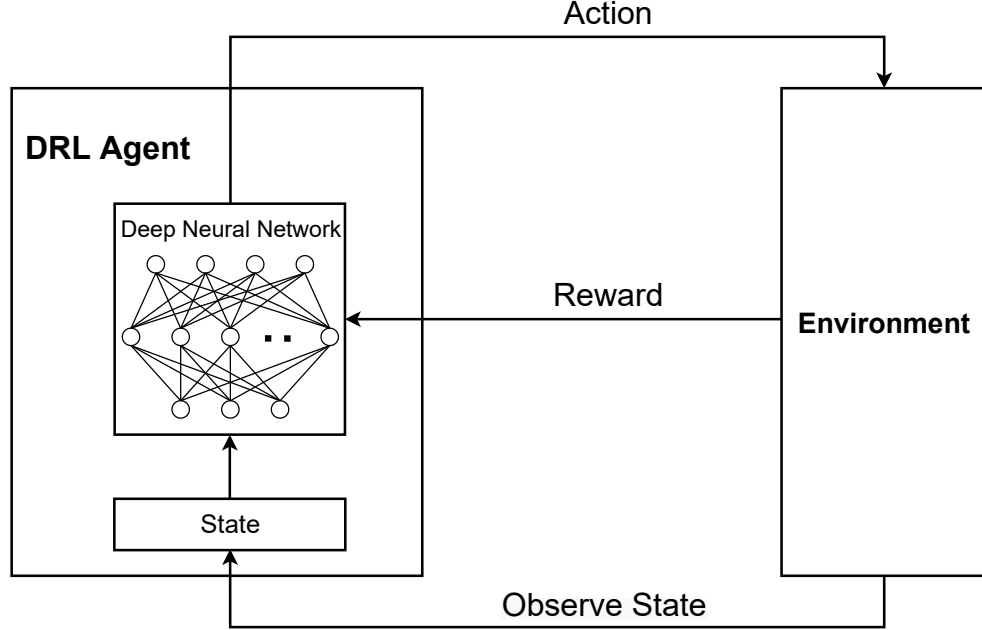 Action
DRL Agent
Deep Neural Network
Reward
Environment
State
Observe State